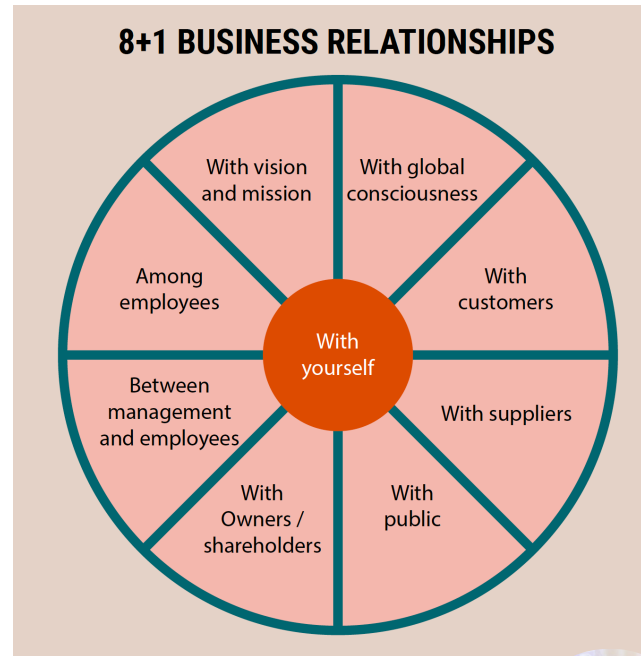 8+1 BUSINESS RELATIONSHIPS
With vision
and mission
With global
consciousness
Among
employees
With
customers
With
yourself
Between
management
and employees
With suppliers
With
Owners /
shareholders
With
public